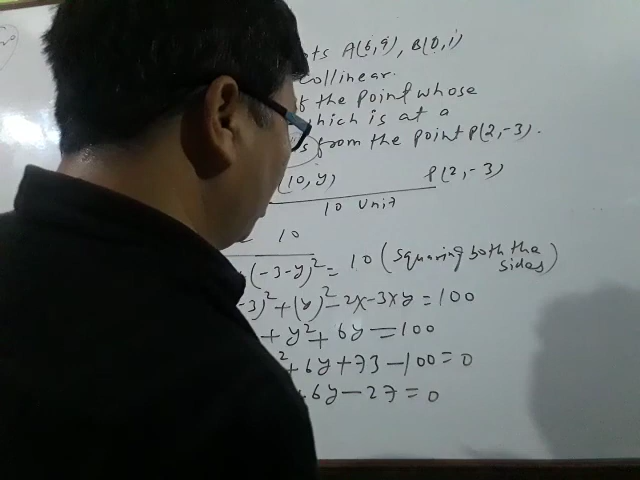 ts A(6,9), B(0,1)
collinear.
f the point whose
which is at a
s from the point P(2,-3).
(10, y) P(2,-3)
10 Unit
10
(-3-y)² = 10 (squaring both the sides)
-3)² + (y)² - 2x-3xy = 100
+ y² + 6y = 100
² + 6y + 73 - 100 = 0
+ 6y - 27 = 0